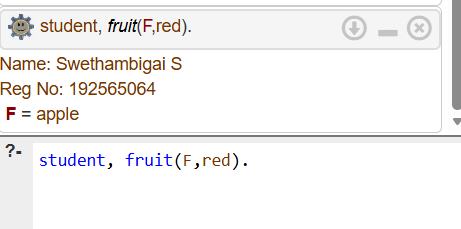 student, fruit(F,red).
Name: Swethambigai S
Reg No: 192565064
F = apple
?- student, fruit(F,red).